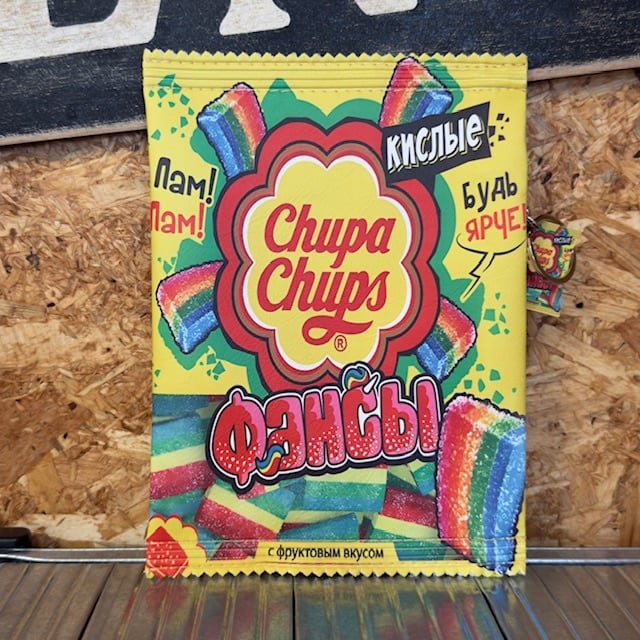 кислые
Лам!
Лам!
Будь
ярче!
Chupa
Chups
®
Фэнсы
с фруктовым вкусом